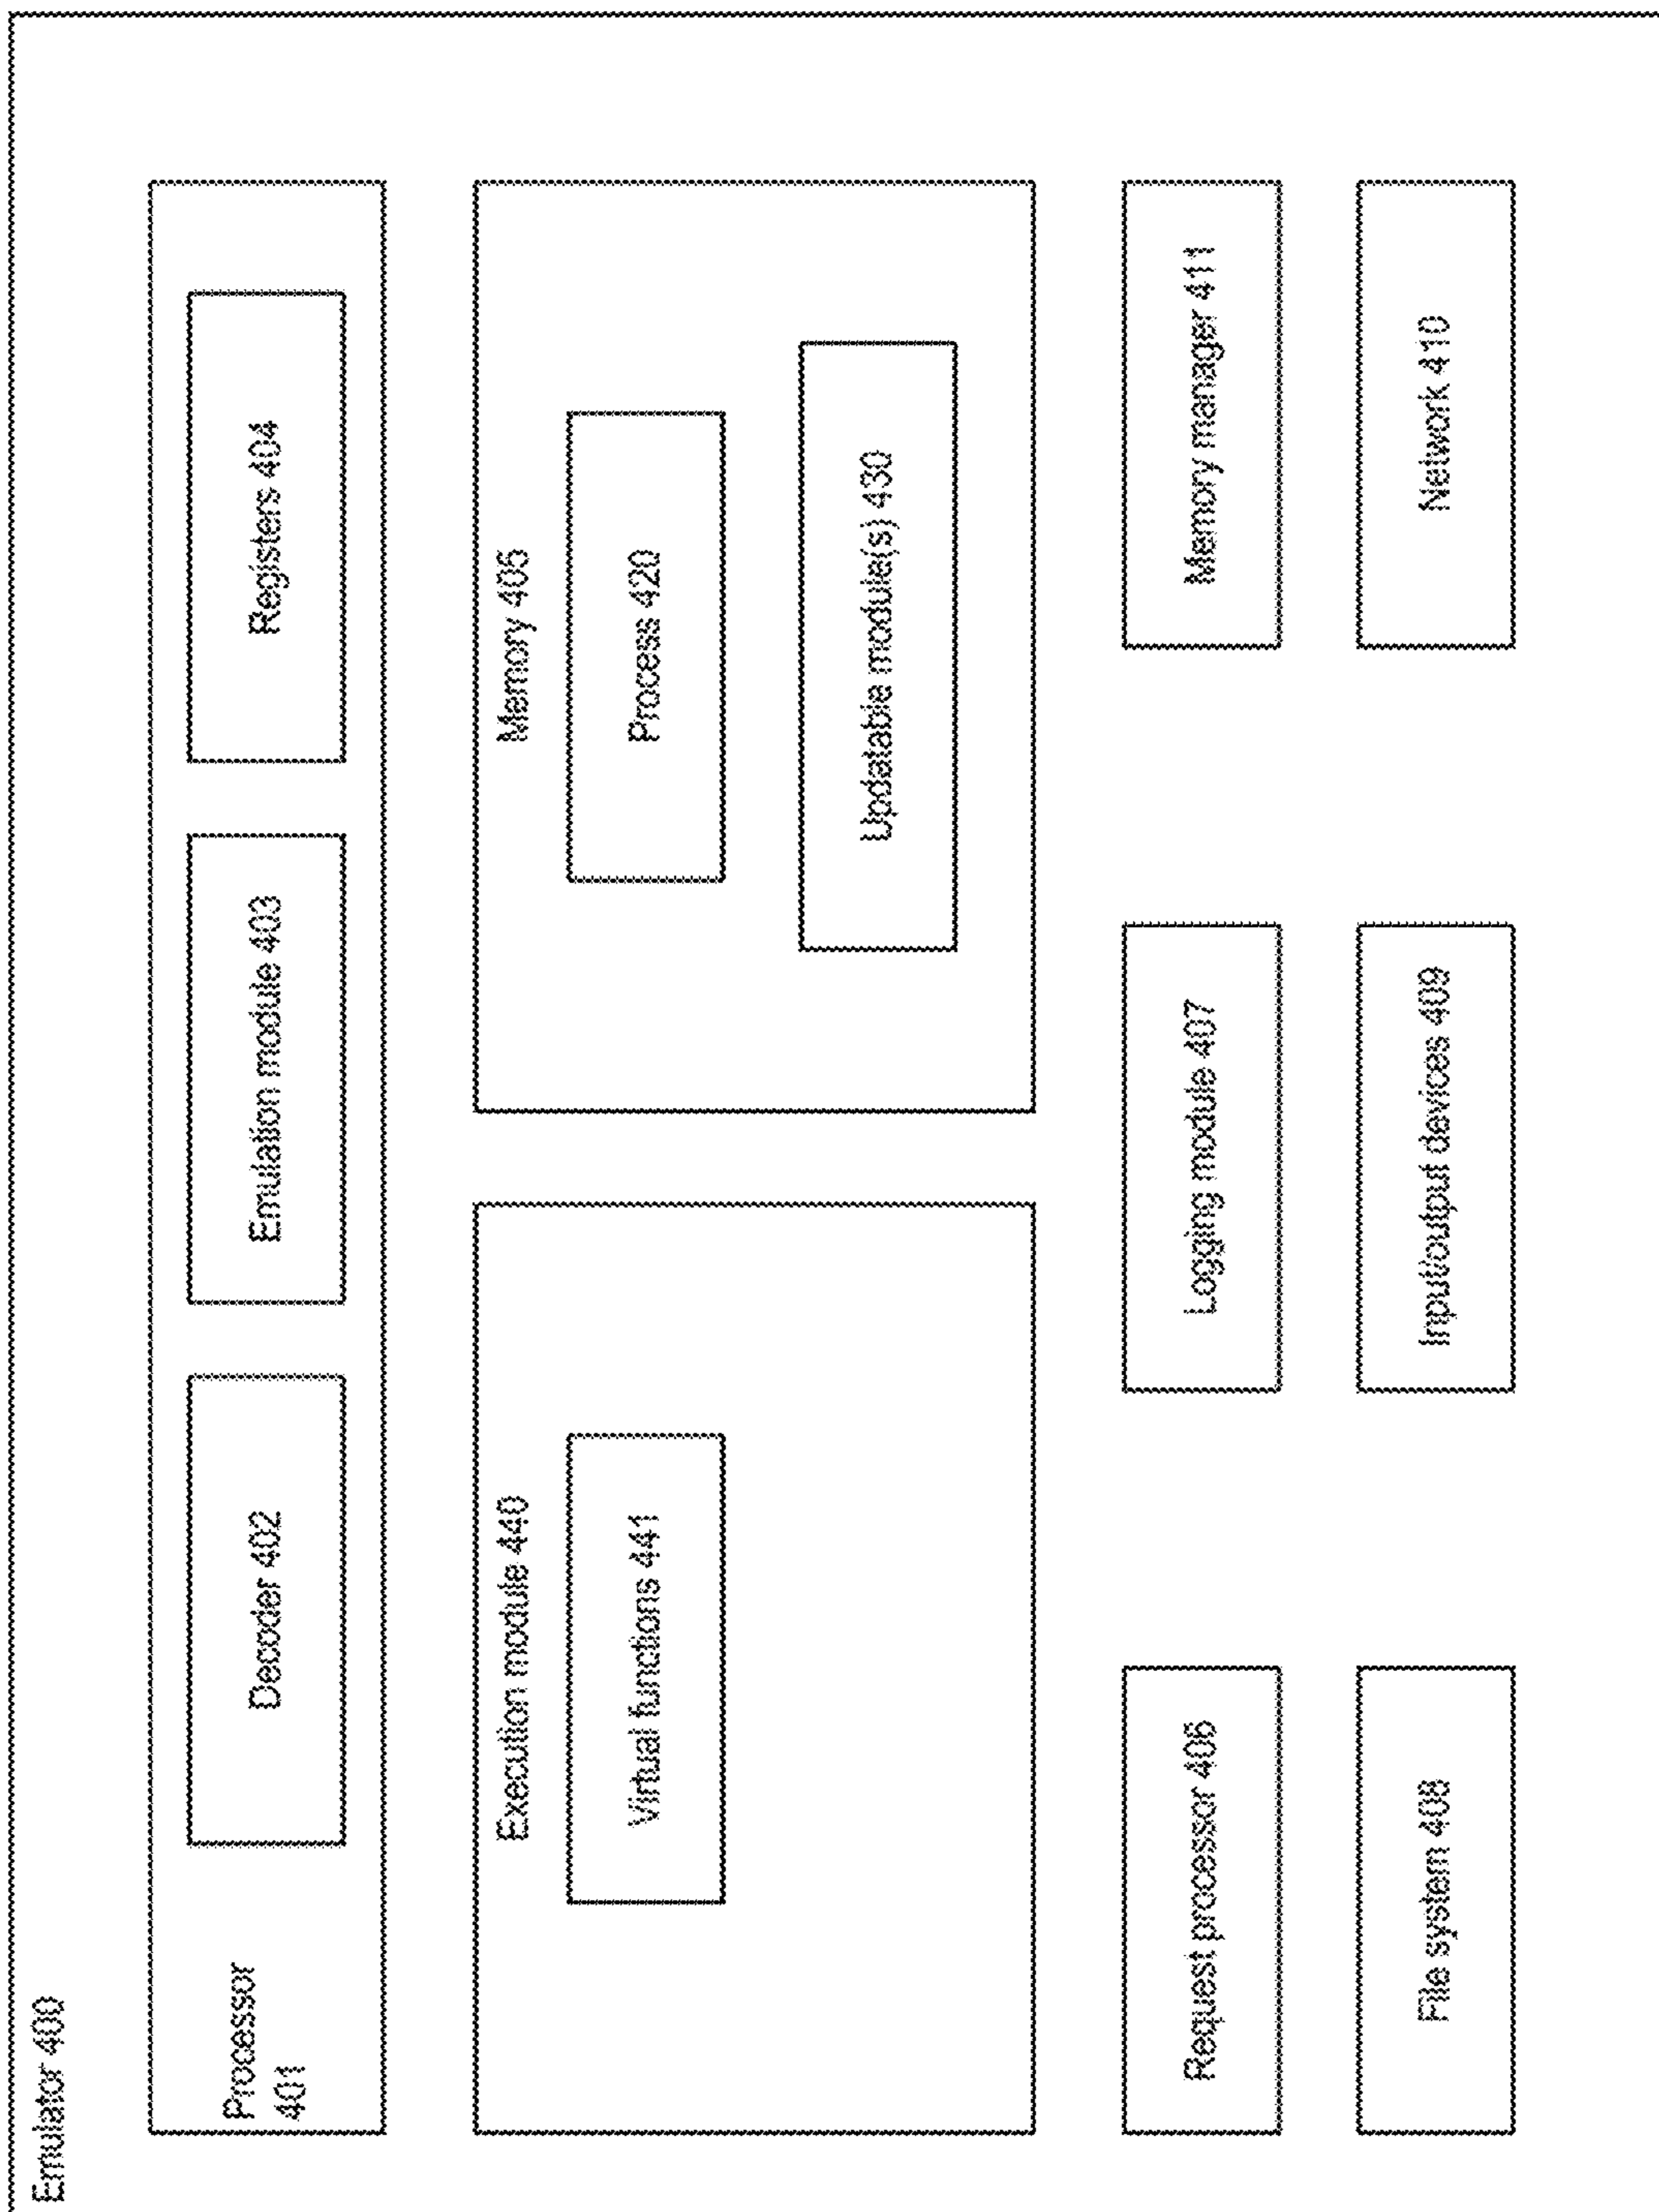 Emulator 400
Processor
401
Decoder 402
Emulation module 403
Registers 404
Execution module 440
Virtual functions 441
Memory 405
Process 420
Updatable module(s) 430
Request processor 406
Logging module 407
Memory manager 411
File system 408
Input/output devices 409
Network 410